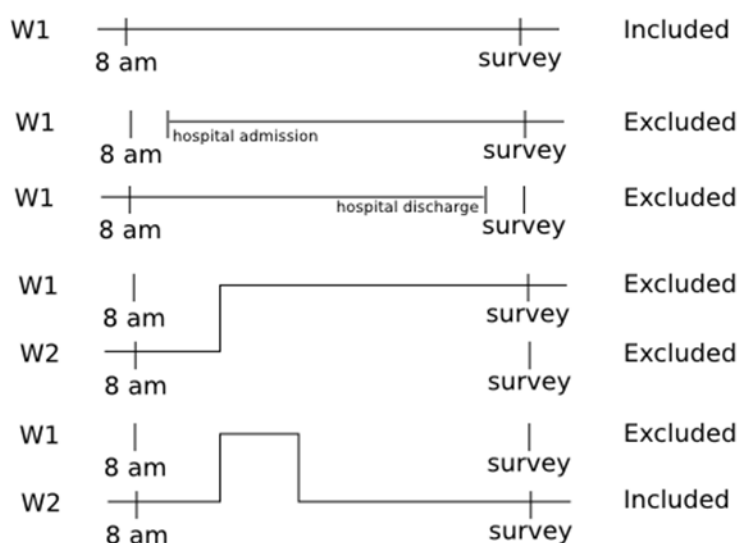 W1 Included
8 am survey
W1 Excluded
hospital admission
8 am survey
W1 Excluded
hospital discharge
8 am survey
W1 Excluded
8 am survey
W2 Excluded
8 am survey
W1 Excluded
8 am survey
W2 Included
8 am survey